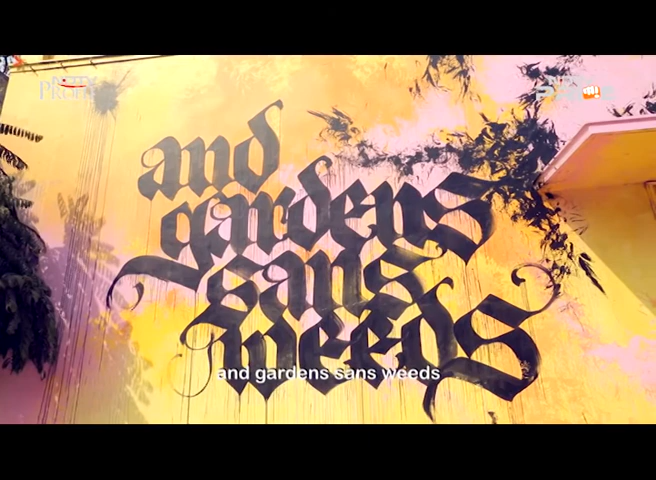 and
gardens
sans
weeds
and gardens sans weeds